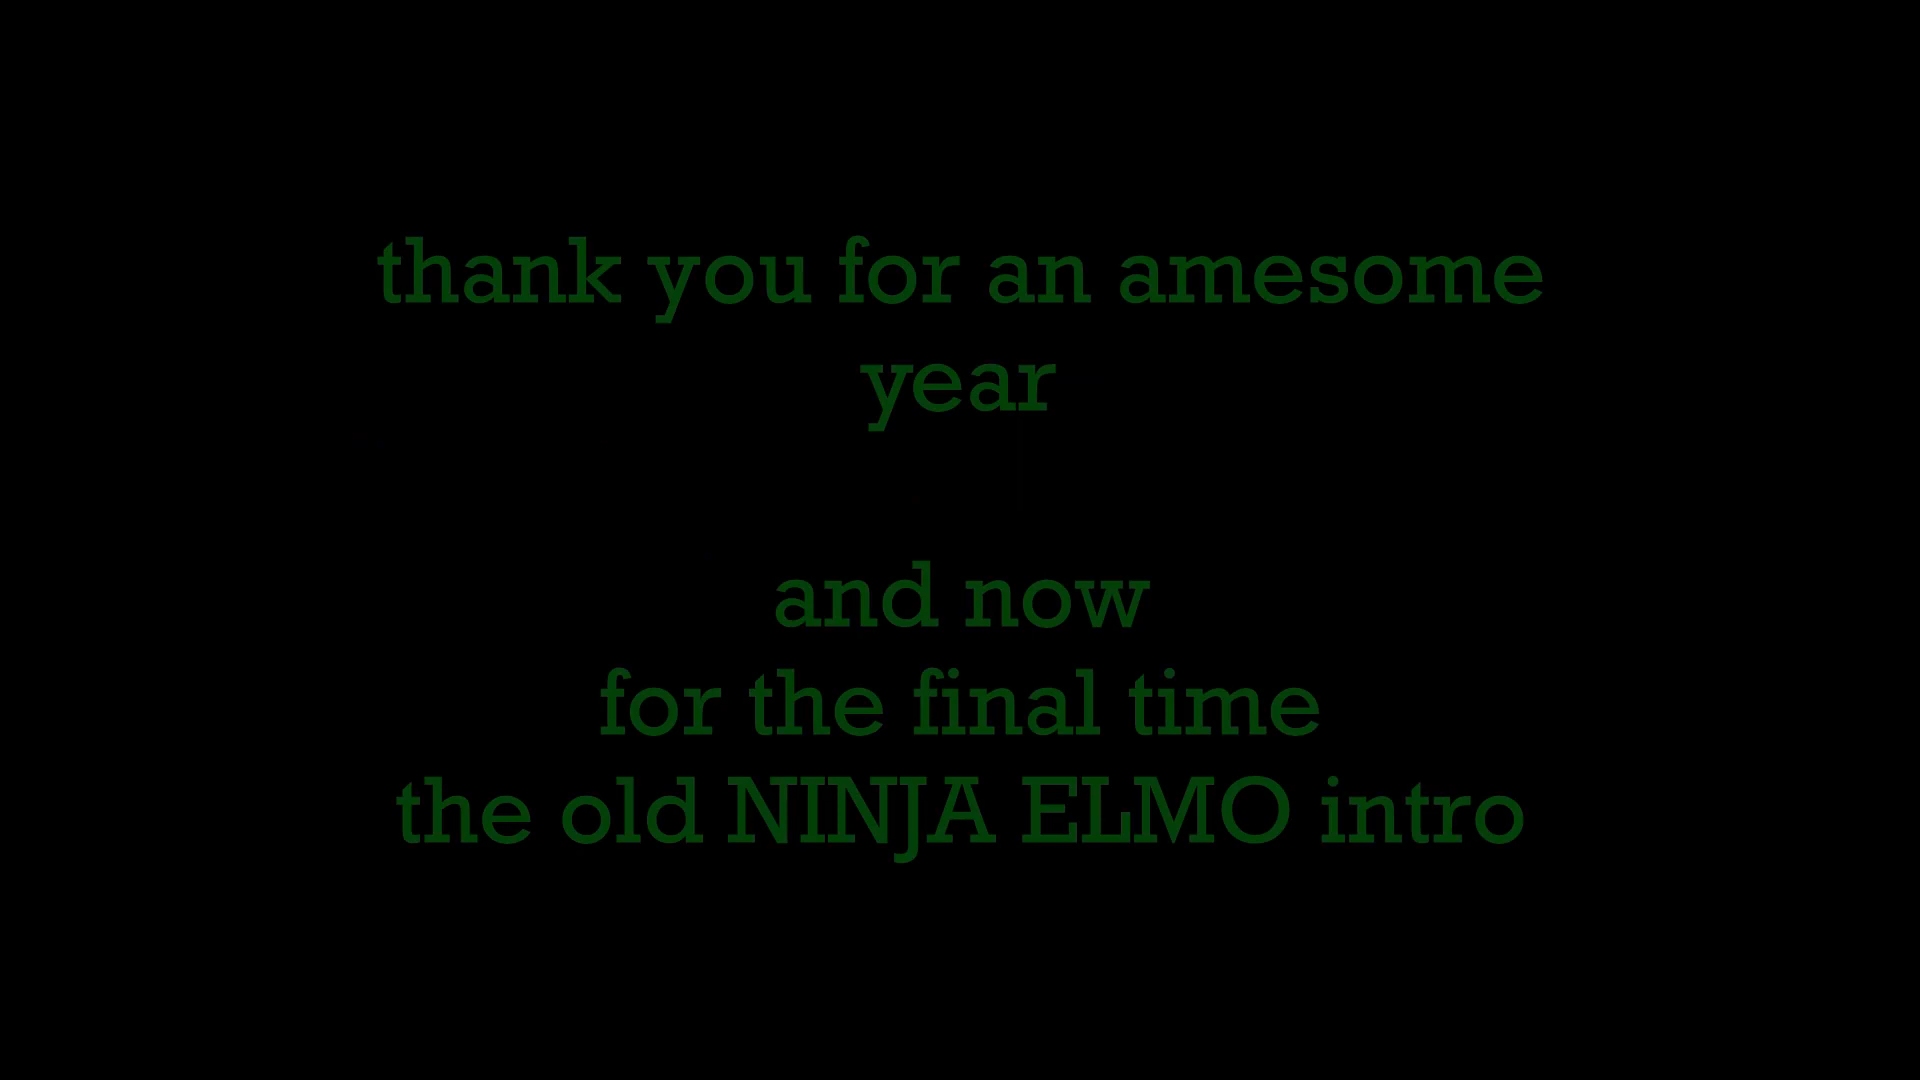 thank you for an amesome
year
and now
for the final time
the old NINJA ELMO intro